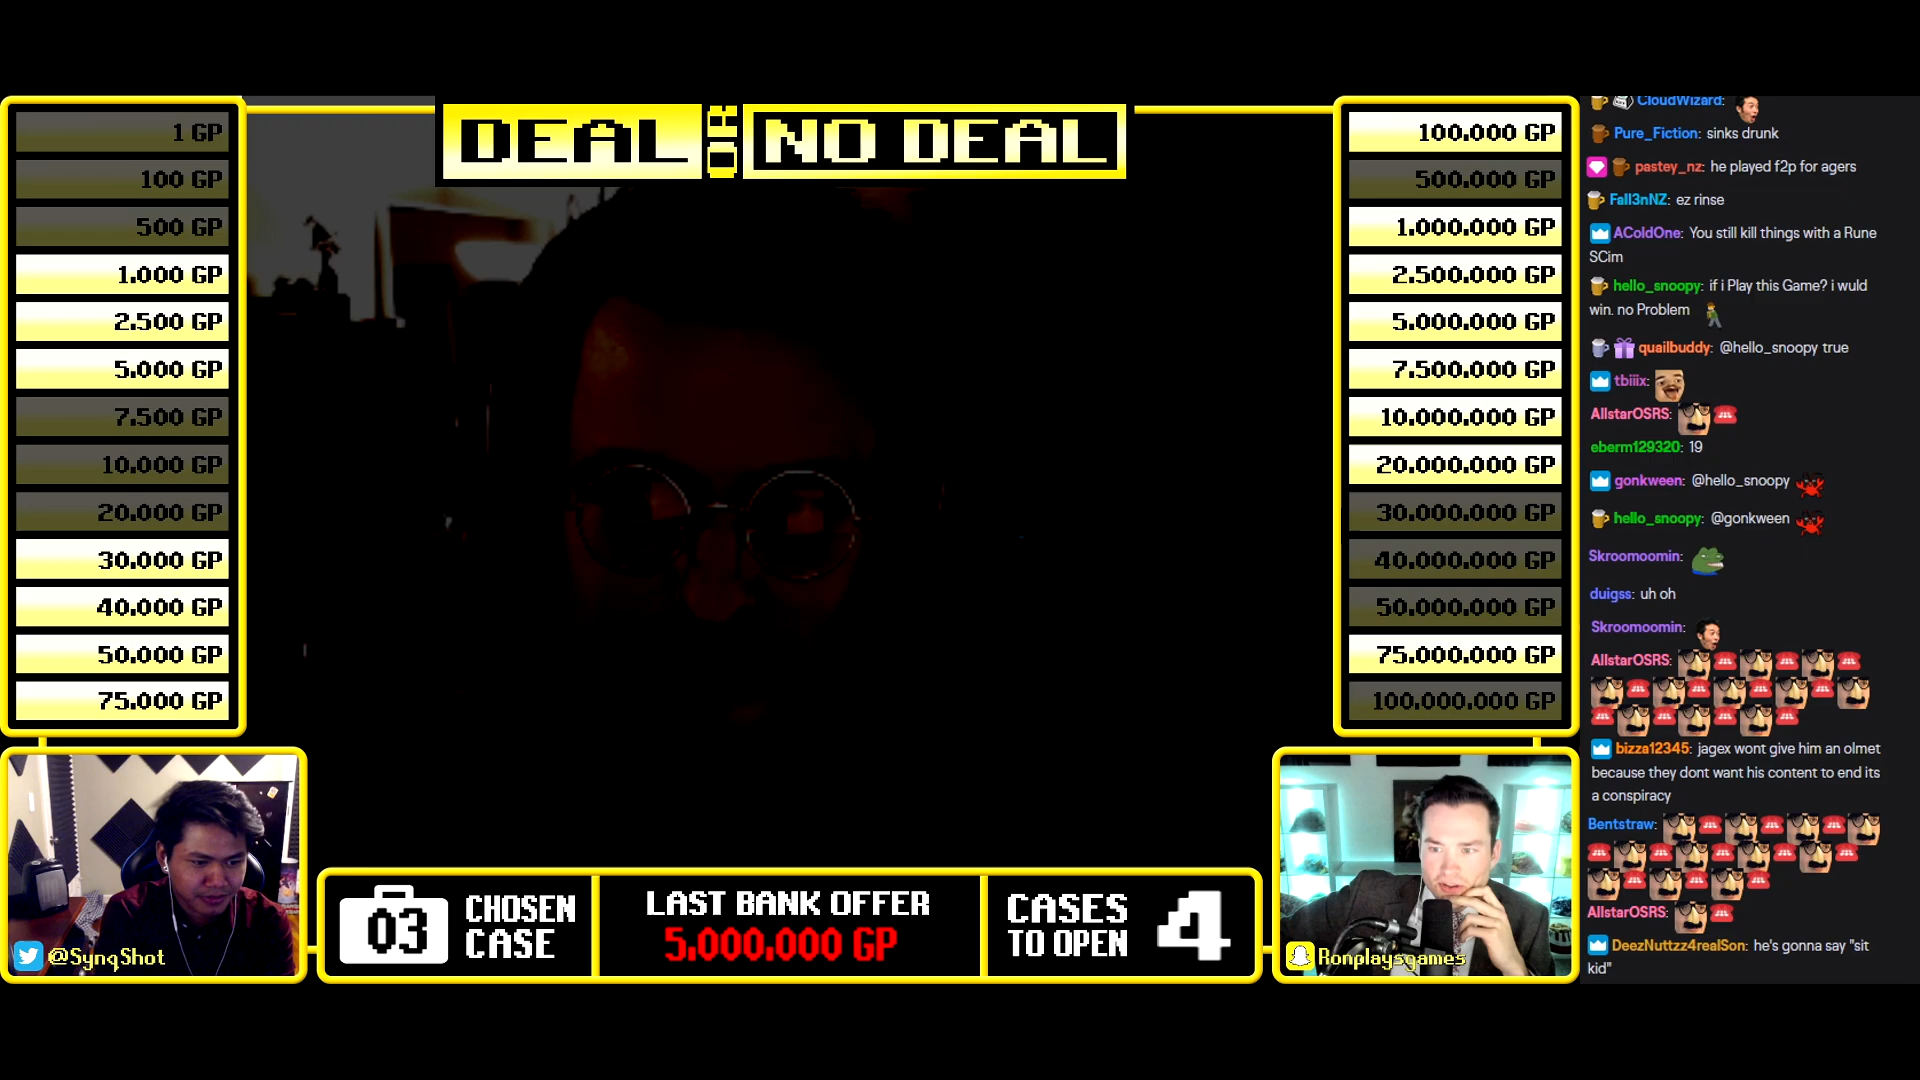 DEAL OR NO DEAL
1 GP
100 GP
500 GP
1.000 GP
2.500 GP
5.000 GP
7.500 GP
10.000 GP
20.000 GP
30.000 GP
40.000 GP
50.000 GP
75.000 GP
100.000 GP
500.000 GP
1.000.000 GP
2.500.000 GP
5.000.000 GP
7.500.000 GP
10.000.000 GP
20.000.000 GP
30.000.000 GP
40.000.000 GP
50.000.000 GP
75.000.000 GP
100.000.000 GP
@SynqShot
03
CHOSEN
CASE
LAST BANK OFFER
5.000.000 GP
CASES
TO OPEN
4
Ronplaysgames
CloudWizard:
Pure_Fiction: sinks drunk
pastey_nz: he played f2p for agers
Fall3nNZ: ez rinse
AColdOne: You still kill things with a Rune
SCim
hello_snoopy: if i Play this Game? i wuld
win. no Problem
quailbuddy: @hello_snoopy true
tbiiix:
AllstarOSRS:
eberm129320: 19
gonkween: @hello_snoopy
hello_snoopy: @gonkween
Skroomoomin:
duigss: uh oh
Skroomoomin:
AllstarOSRS:
bizza12345: jagex wont give him an olmet
because they dont want his content to end its
a conspiracy
Bentstraw:
AllstarOSRS:
DeezNuttzz4realSon: he's gonna say "sit
kid"